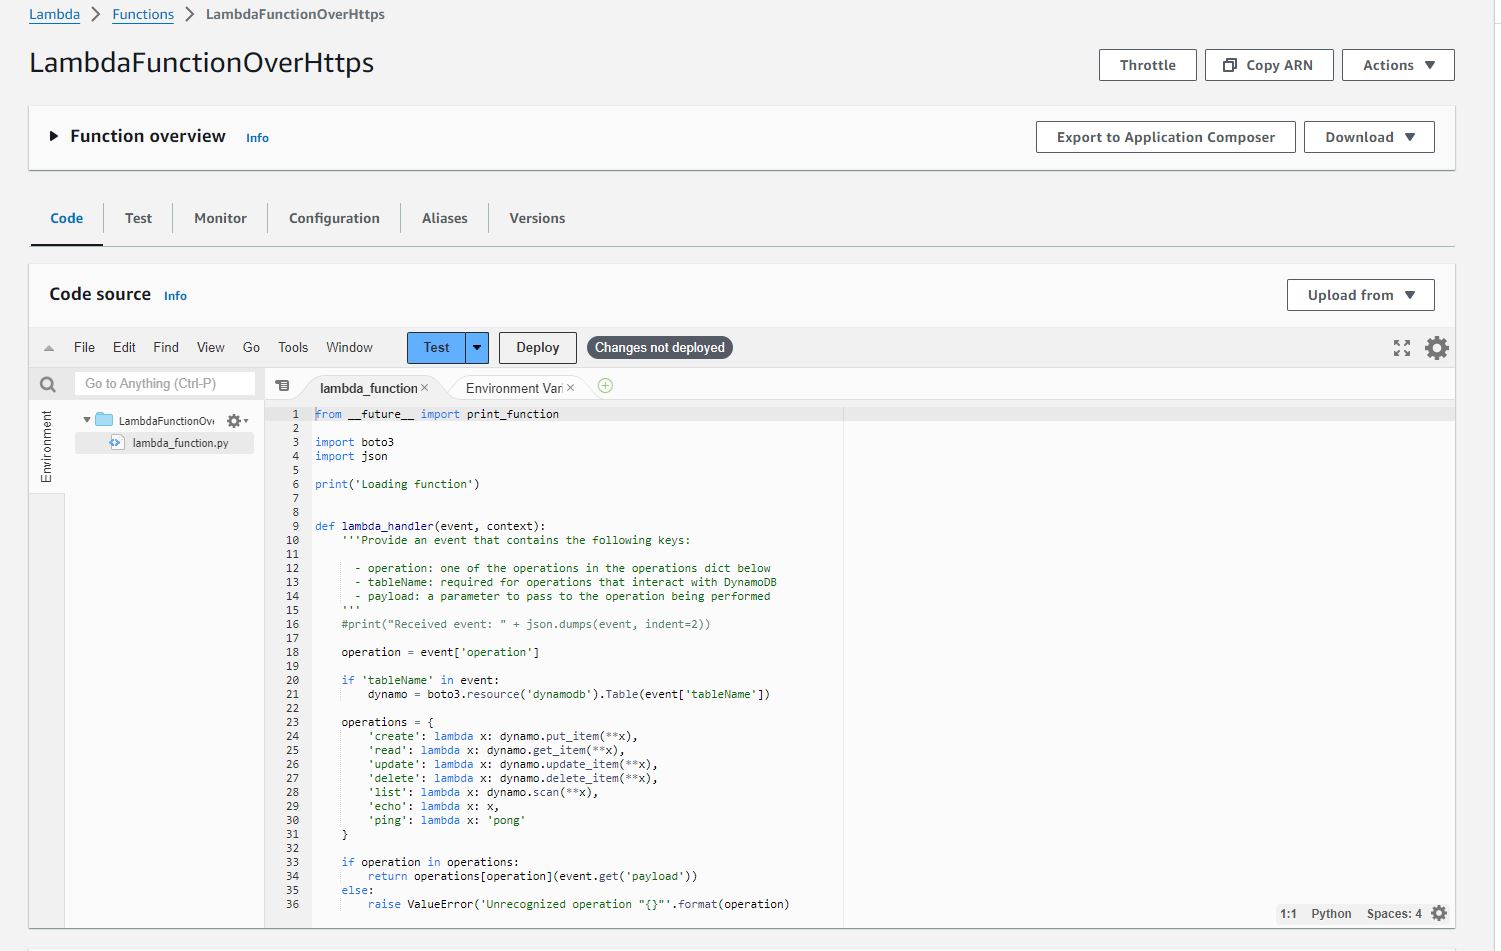 Lambda > Functions > LambdaFunctionOverHttps
LambdaFunctionOverHttps
Throttle Copy ARN Actions
Function overview Info
Export to Application Composer Download
Code Test Monitor Configuration Aliases Versions
Code source Info
Upload from
File Edit Find View Go Tools Window Test Deploy Changes not deployed
Go to Anything (Ctrl-P)
lambda_function Environment Var
Environment
LambdaFunctionOve
lambda_function.py
1 from __future__ import print_function
2
3 import boto3
4 import json
5
6 print('Loading function')
7
8
9 def lambda_handler(event, context):
10 '''Provide an event that contains the following keys:
11
12 - operation: one of the operations in the operations dict below
13 - tableName: required for operations that interact with DynamoDB
14 - payload: a parameter to pass to the operation being performed
15 '''
16 #print("Received event: " + json.dumps(event, indent=2))
17
18 operation = event['operation']
19
20 if 'tableName' in event:
21 dynamo = boto3.resource('dynamodb').Table(event['tableName'])
22
23 operations = {
24 'create': lambda x: dynamo.put_item(**x),
25 'read': lambda x: dynamo.get_item(**x),
26 'update': lambda x: dynamo.update_item(**x),
27 'delete': lambda x: dynamo.delete_item(**x),
28 'list': lambda x: dynamo.scan(**x),
29 'echo': lambda x: x,
30 'ping': lambda x: 'pong'
31 }
32
33 if operation in operations:
34 return operations[operation](event.get('payload'))
35 else:
36 raise ValueError('Unrecognized operation "{}"'.format(operation)
1:1 Python Spaces: 4